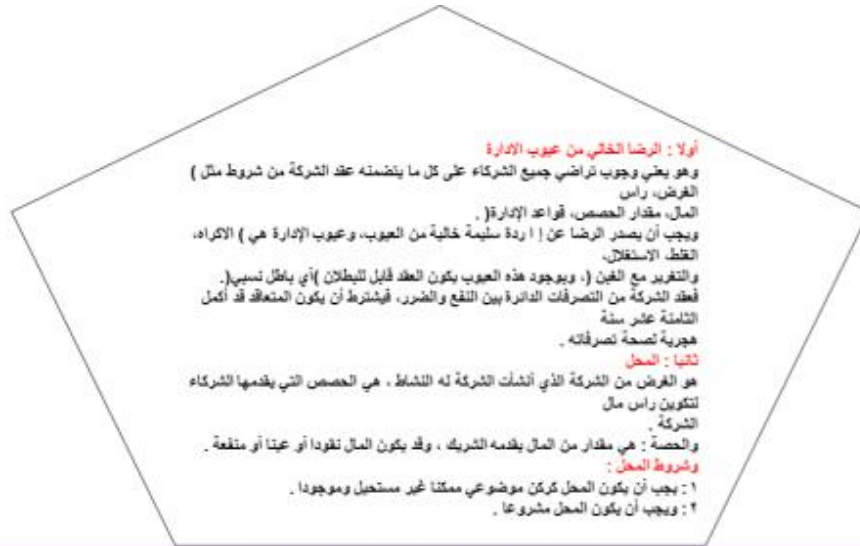 أولا : الرضا الخالي من عيوب الادارة
وهو يعني وجوب تراضي جميع الشركاء على كل ما يتضمنه عقد الشركة من شروط مثل )
الغرض، راس
المال، مقدار الحصص، قواعد الإدارة( .
ويجب أن يصدر الرضا عن إ ا ردة سليمة خالية من العيوب، وعيوب الإدارة هي ) الاكراه،
الغلط، الاستغلال،
والتغرير مع الغبن (، وبوجود هذه العيوب يكون العقد قابل للبطلان )أي باطل نسبي(.
فعقد الشركة من التصرفات الدائرة بين النفع والضرر، فيشترط أن يكون المتعاقد قد أكمل
الثامنة عشر سنة
هجرية لصحة تصرفاته .
ثانيا : المحل
هو الغرض من الشركة الذي أنشأت الشركة له النشاط ، هي الحصص التي يقدمها الشركاء
لتكوين راس مال
الشركة .
والحصة : هي مقدار من المال يقدمه الشريك ، وقد يكون المال نقودا أو عينا أو منفعة .
وشروط المحل :
١ : يجب أن يكون المحل كركن موضوعي ممكنا غير مستحيل وموجودا .
٢ : ويجب أن يكون المحل مشروعا .